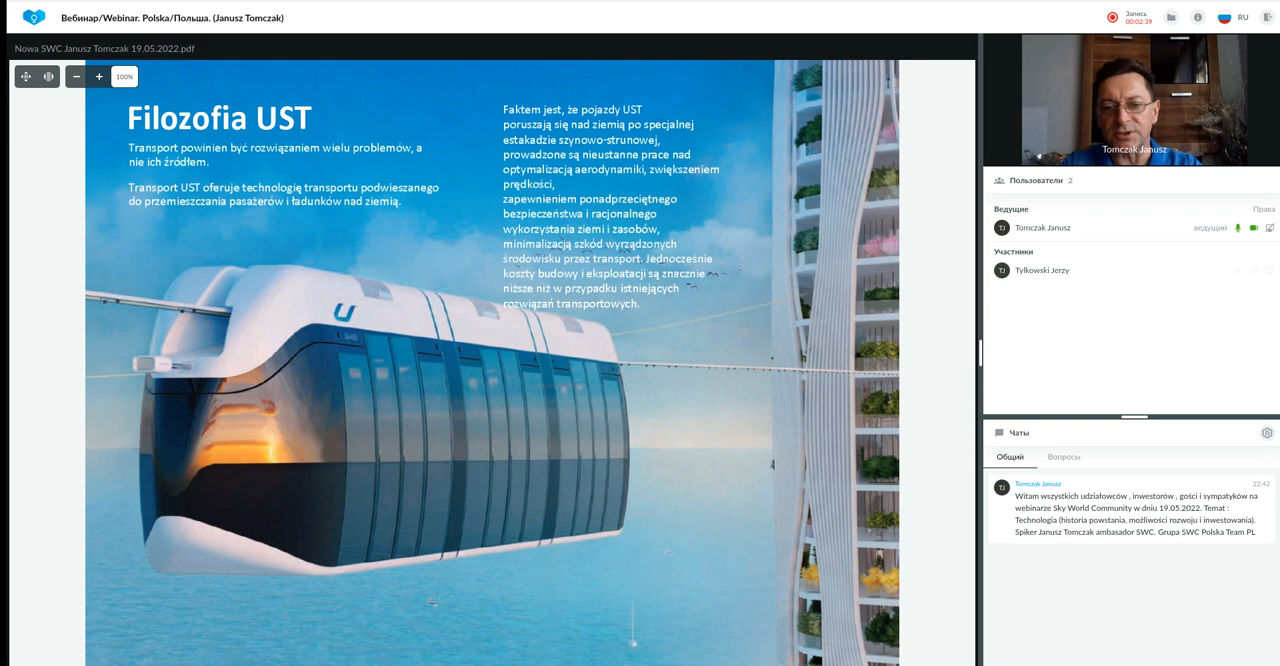 Вебинар/Webinar. Polska/Польша. (Janusz Tomczak)
Запись
00:02:39
RU
Nowa SWC Janusz Tomczak 19.05.2022.pdf
100%
Filozofia UST
Transport powinien być rozwiązaniem wielu problemów, a
nie ich źródłem.
Transport UST oferuje technologię transportu podwieszanego
do przemieszczania pasażerów i ładunków nad ziemią.
Faktem jest, że pojazdy UST
poruszają się nad ziemią po specjalnej
estakadzie szynowo-strunowej,
prowadzone są nieustanne prace nad
optymalizacją aerodynamiki, zwiększeniem
prędkości,
zapewnieniem ponadprzeciętnego
bezpieczeństwa i racjonalnego
wykorzystania ziemi i zasobów,
minimalizacją szkód wyrządzonych
środowisku przez transport. Jednocześnie
koszty budowy i eksploatacji są znacznie
niższe niż w przypadku istniejących
rozwiązań transportowych.
Tomczak Janusz
Пользователи 2
Ведущие Права
TJ Tomczak Janusz ведущий
Участники
TJ Tylkowski Jerzy
Чаты
Общий Вопросы
TJ Tomczak Janusz 22:42
Witam wszystkich udziałowców , inwestorów , gości i sympatyków na
webinarze Sky World Community w dniu 19.05.2022. Temat :
Technologia (historia powstania, możliwości rozwoju i inwestowania).
Spiker Janusz Tomczak ambasador SWC. Grupa SWC Polska Team PL